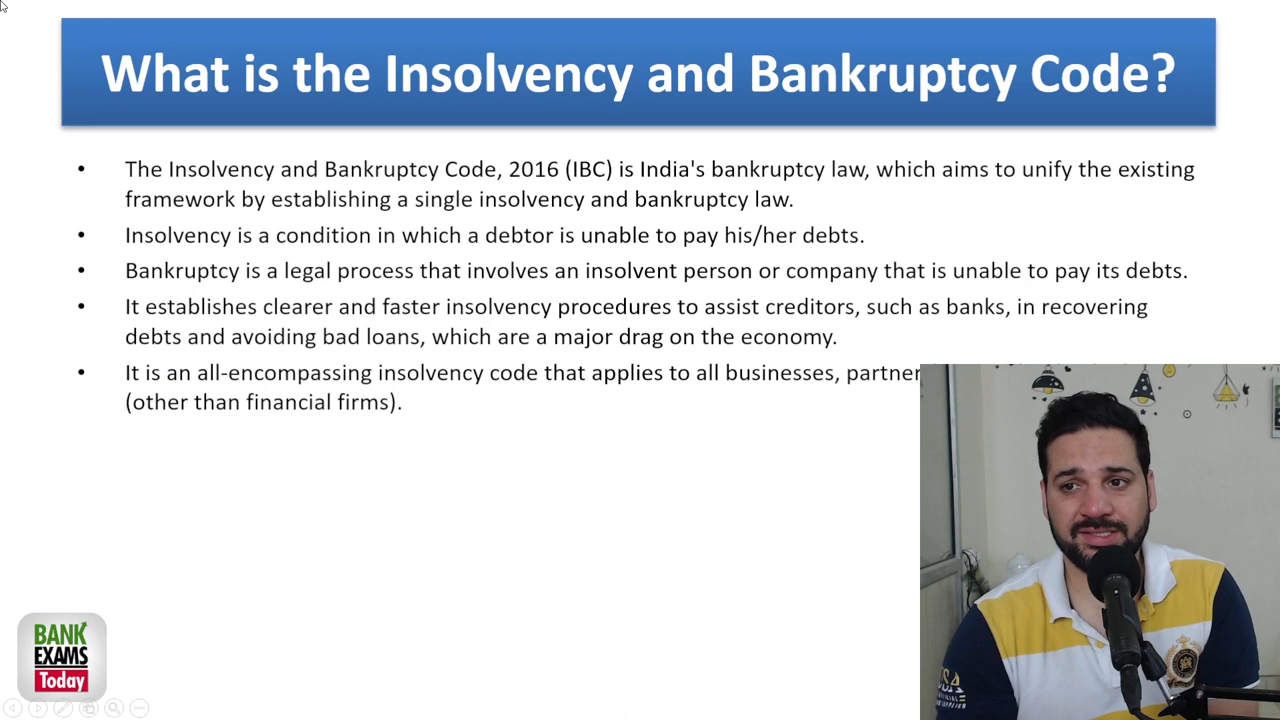 What is the Insolvency and Bankruptcy Code?
• The Insolvency and Bankruptcy Code, 2016 (IBC) is India's bankruptcy law, which aims to unify the existing
framework by establishing a single insolvency and bankruptcy law.
• Insolvency is a condition in which a debtor is unable to pay his/her debts.
• Bankruptcy is a legal process that involves an insolvent person or company that is unable to pay its debts.
• It establishes clearer and faster insolvency procedures to assist creditors, such as banks, in recovering
debts and avoiding bad loans, which are a major drag on the economy.
• It is an all-encompassing insolvency code that applies to all businesses,
(other than financial firms).
BANK
EXAMS
Today